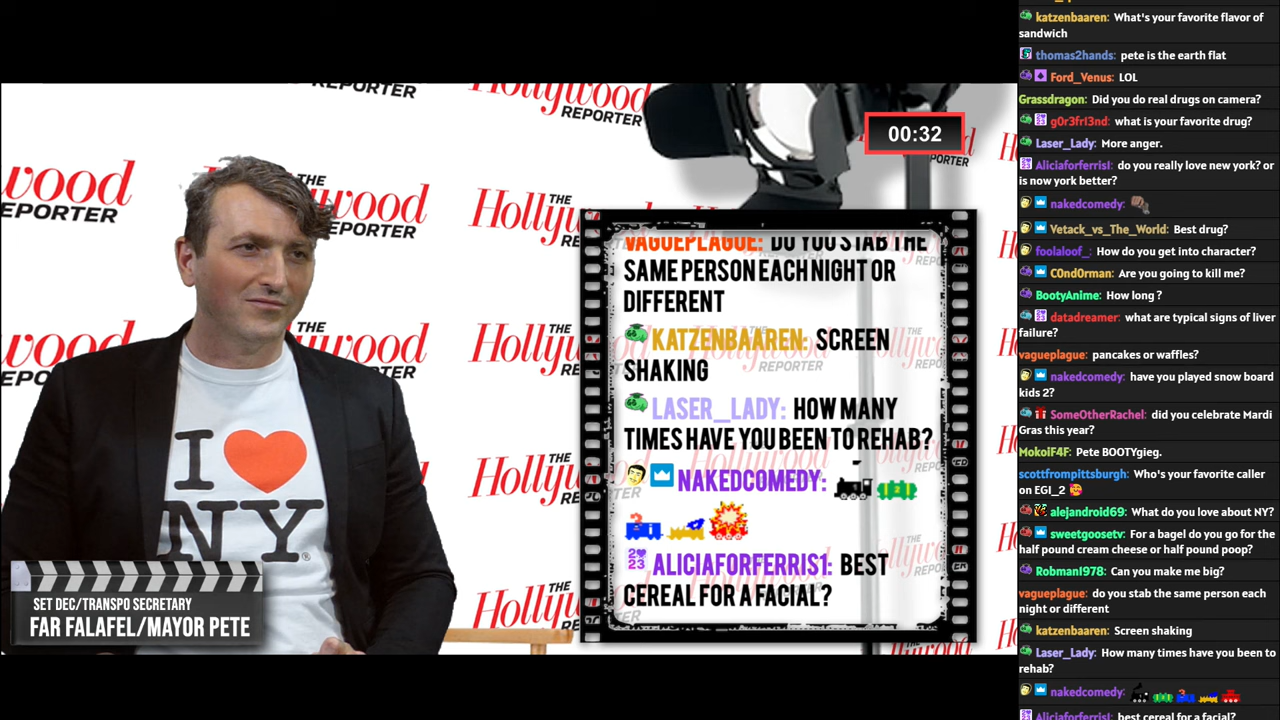 THE
Hollywood
REPORTER
00:32
VAGUEPLAGUE: DO YOU STAB THE
SAME PERSON EACH NIGHT OR
DIFFERENT
KATZENBAAREN: SCREEN
SHAKING
LASER_LADY: HOW MANY
TIMES HAVE YOU BEEN TO REHAB?
NAKEDCOMEDY:
ALICIAFORFERRIS1: BEST
CEREAL FOR A FACIAL?
I
NY
SET DEC/TRANSPO SECRETARY
FAR FALAFEL/MAYOR PETE
katzenbaaren: What's your favorite flavor of
sandwich
thomas2hands: pete is the earth flat
Ford_Venus: LOL
Grassdragon: Did you do real drugs on camera?
g0r3fr13nd: what is your favorite drug?
Laser_Lady: More anger.
Aliciaforferris1: do you really love new york? or
is now york better?
nakedcomedy:
Vetack_vs_The_World: Best drug?
foolaloof_: How do you get into character?
C0nd0rman: Are you going to kill me?
BootyAnime: How long ?
datadreamer: what are typical signs of liver
failure?
vagueplague: pancakes or waffles?
nakedcomedy: have you played snow board
kids 2?
SomeOtherRachel: did you celebrate Mardi
Gras this year?
MokoiF4F: Pete BOOTYgieg.
scottfrompittsburgh: Who's your favorite caller
on EGI_2
alejandroid69: What do you love about NY?
sweetgoosetv: For a bagel do you go for the
half pound cream cheese or half pound poop?
Robman1978: Can you make me big?
vagueplague: do you stab the same person each
night or different
katzenbaaren: Screen shaking
Laser_Lady: How many times have you been to
rehab?
nakedcomedy:
Aliciaforferris1: best cereal for a facial?